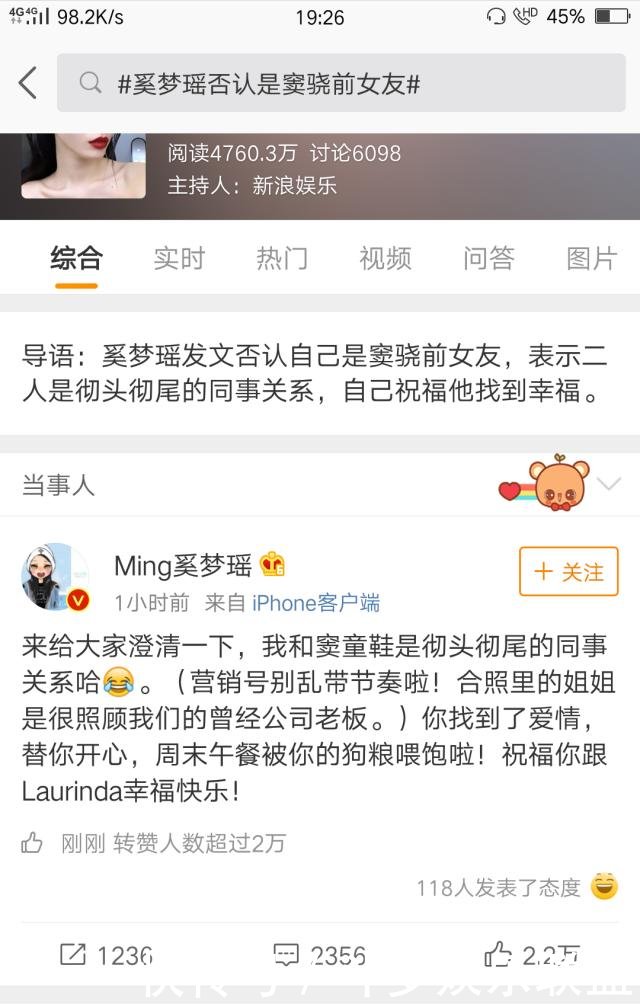 4G 4G 98.2K/s 19:26 HD 45%
#奚梦瑶否认是窦骁前女友#
阅读4760.3万 讨论6098
主持人：新浪娱乐
综合 实时 热门 视频 问答 图片
导语：奚梦瑶发文否认自己是窦骁前女友，表示二
人是彻头彻尾的同事关系，自己祝福他找到幸福。
当事人
Ming奚梦瑶
+ 关注
1小时前 来自 iPhone客户端
来给大家澄清一下，我和窦童鞋是彻头彻尾的同事
关系哈😂。（营销号别乱带节奏啦！合照里的姐姐
是很照顾我们的曾经公司老板。）你找到了爱情，
替你开心，周末午餐被你的狗粮喂饱啦！祝福你跟
Laurinda幸福快乐！
刚刚 转赞人数超过2万
118人发表了态度
1236 2356 2.2万